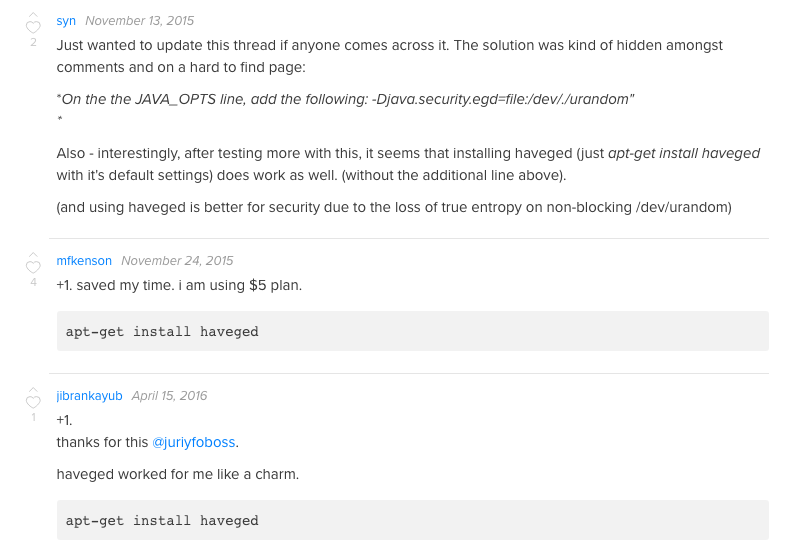 syn November 13, 2015
2
Just wanted to update this thread if anyone comes across it. The solution was kind of hidden amongst
comments and on a hard to find page:
*On the the JAVA_OPTS line, add the following: -Djava.security.egd=file:/dev/./urandom"
*
Also - interestingly, after testing more with this, it seems that installing haveged (just apt-get install haveged
with it's default settings) does work as well. (without the additional line above).
(and using haveged is better for security due to the loss of true entropy on non-blocking /dev/urandom)
mfkenson November 24, 2015
4
+1. saved my time. i am using $5 plan.
apt-get install haveged
jibrankayub April 15, 2016
1
+1.
thanks for this @juriyfoboss.
haveged worked for me like a charm.
apt-get install haveged